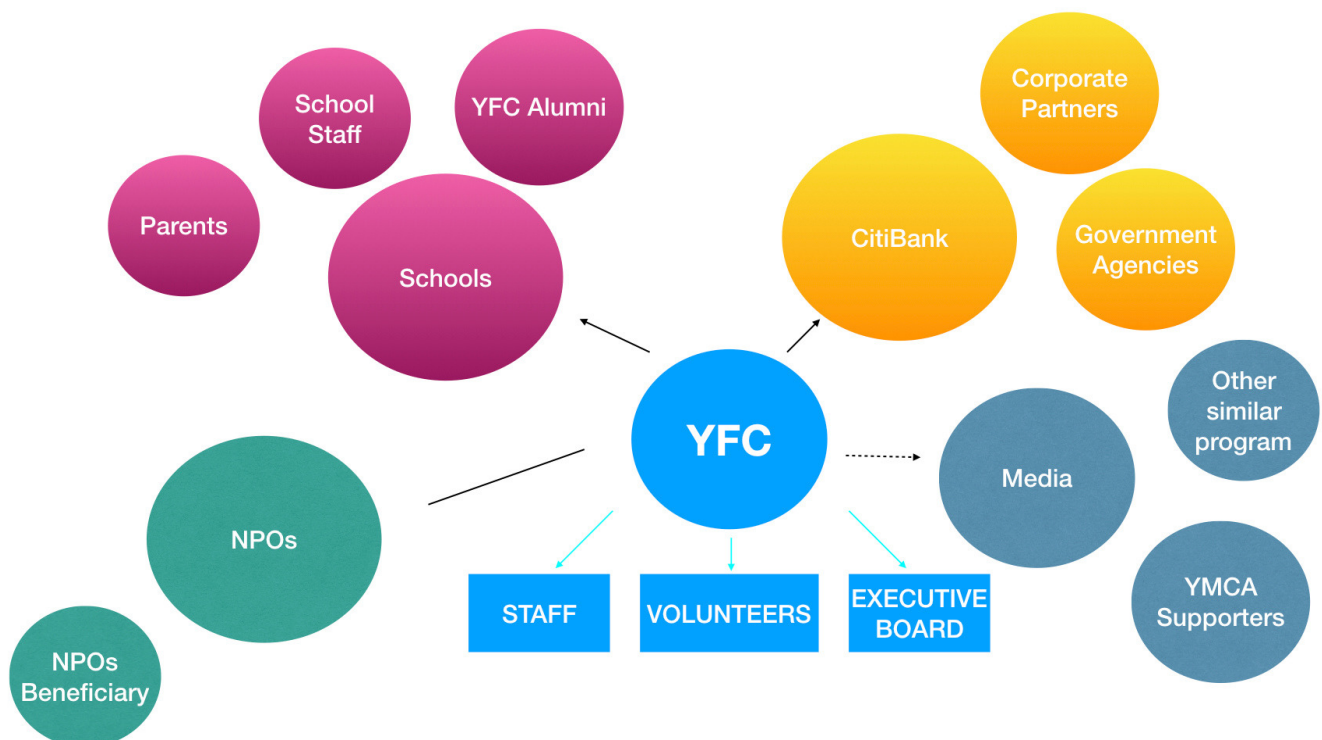 School
Staff
YFC Alumni
Parents
Schools
Corporate
Partners
CitiBank
Government
Agencies
Other
similar
program
YFC
Media
NPOs
STAFF
VOLUNTEERS
EXECUTIVE
BOARD
YMCA
Supporters
NPOs
Beneficiary